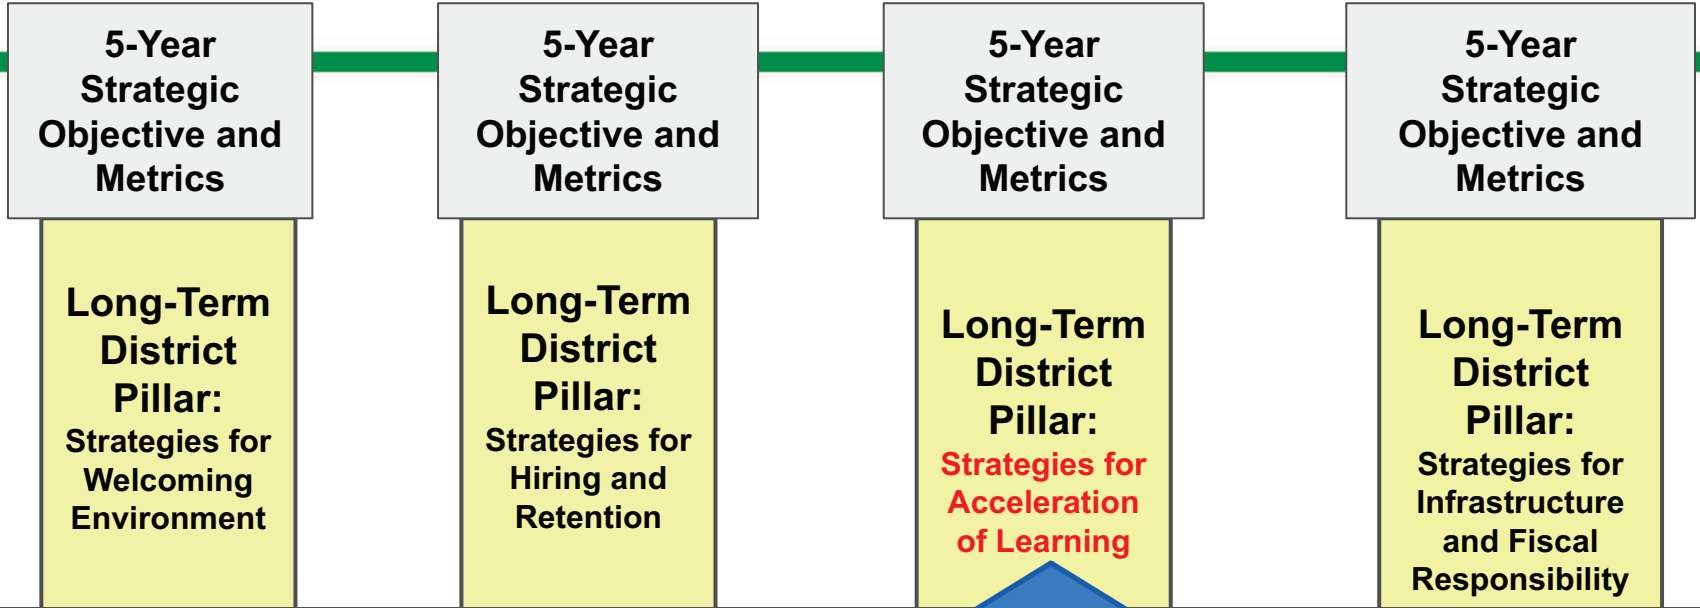 5-Year
Strategic
Objective and
Metrics
5-Year
Strategic
Objective and
Metrics
5-Year
Strategic
Objective and
Metrics
5-Year
Strategic
Objective and
Metrics
Long-Term
District
Pillar:
Strategies for
Welcoming
Environment
Long-Term
District
Pillar:
Strategies for
Hiring and
Retention
Long-Term
District
Pillar:
Strategies for
Acceleration
of Learning
Long-Term
District
Pillar:
Strategies for
Infrastructure
and Fiscal
Responsibility